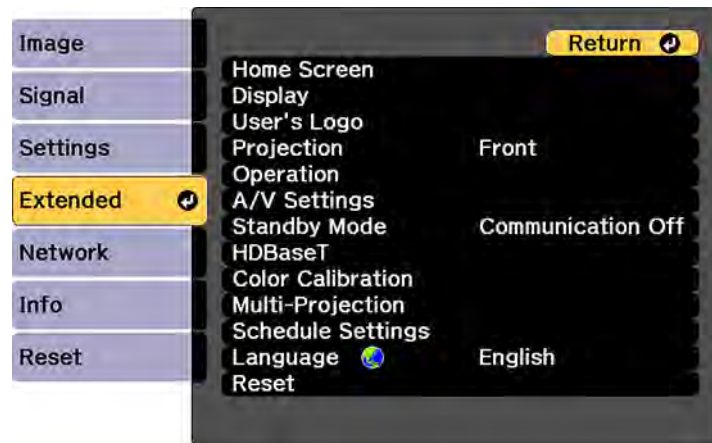 Image
Signal
Settings
Extended
Network
Info
Reset
Return
Home Screen
Display
User's Logo
Projection Front
Operation
A/V Settings
Standby Mode Communication Off
HDBaseT
Color Calibration
Multi-Projection
Schedule Settings
Language English
Reset